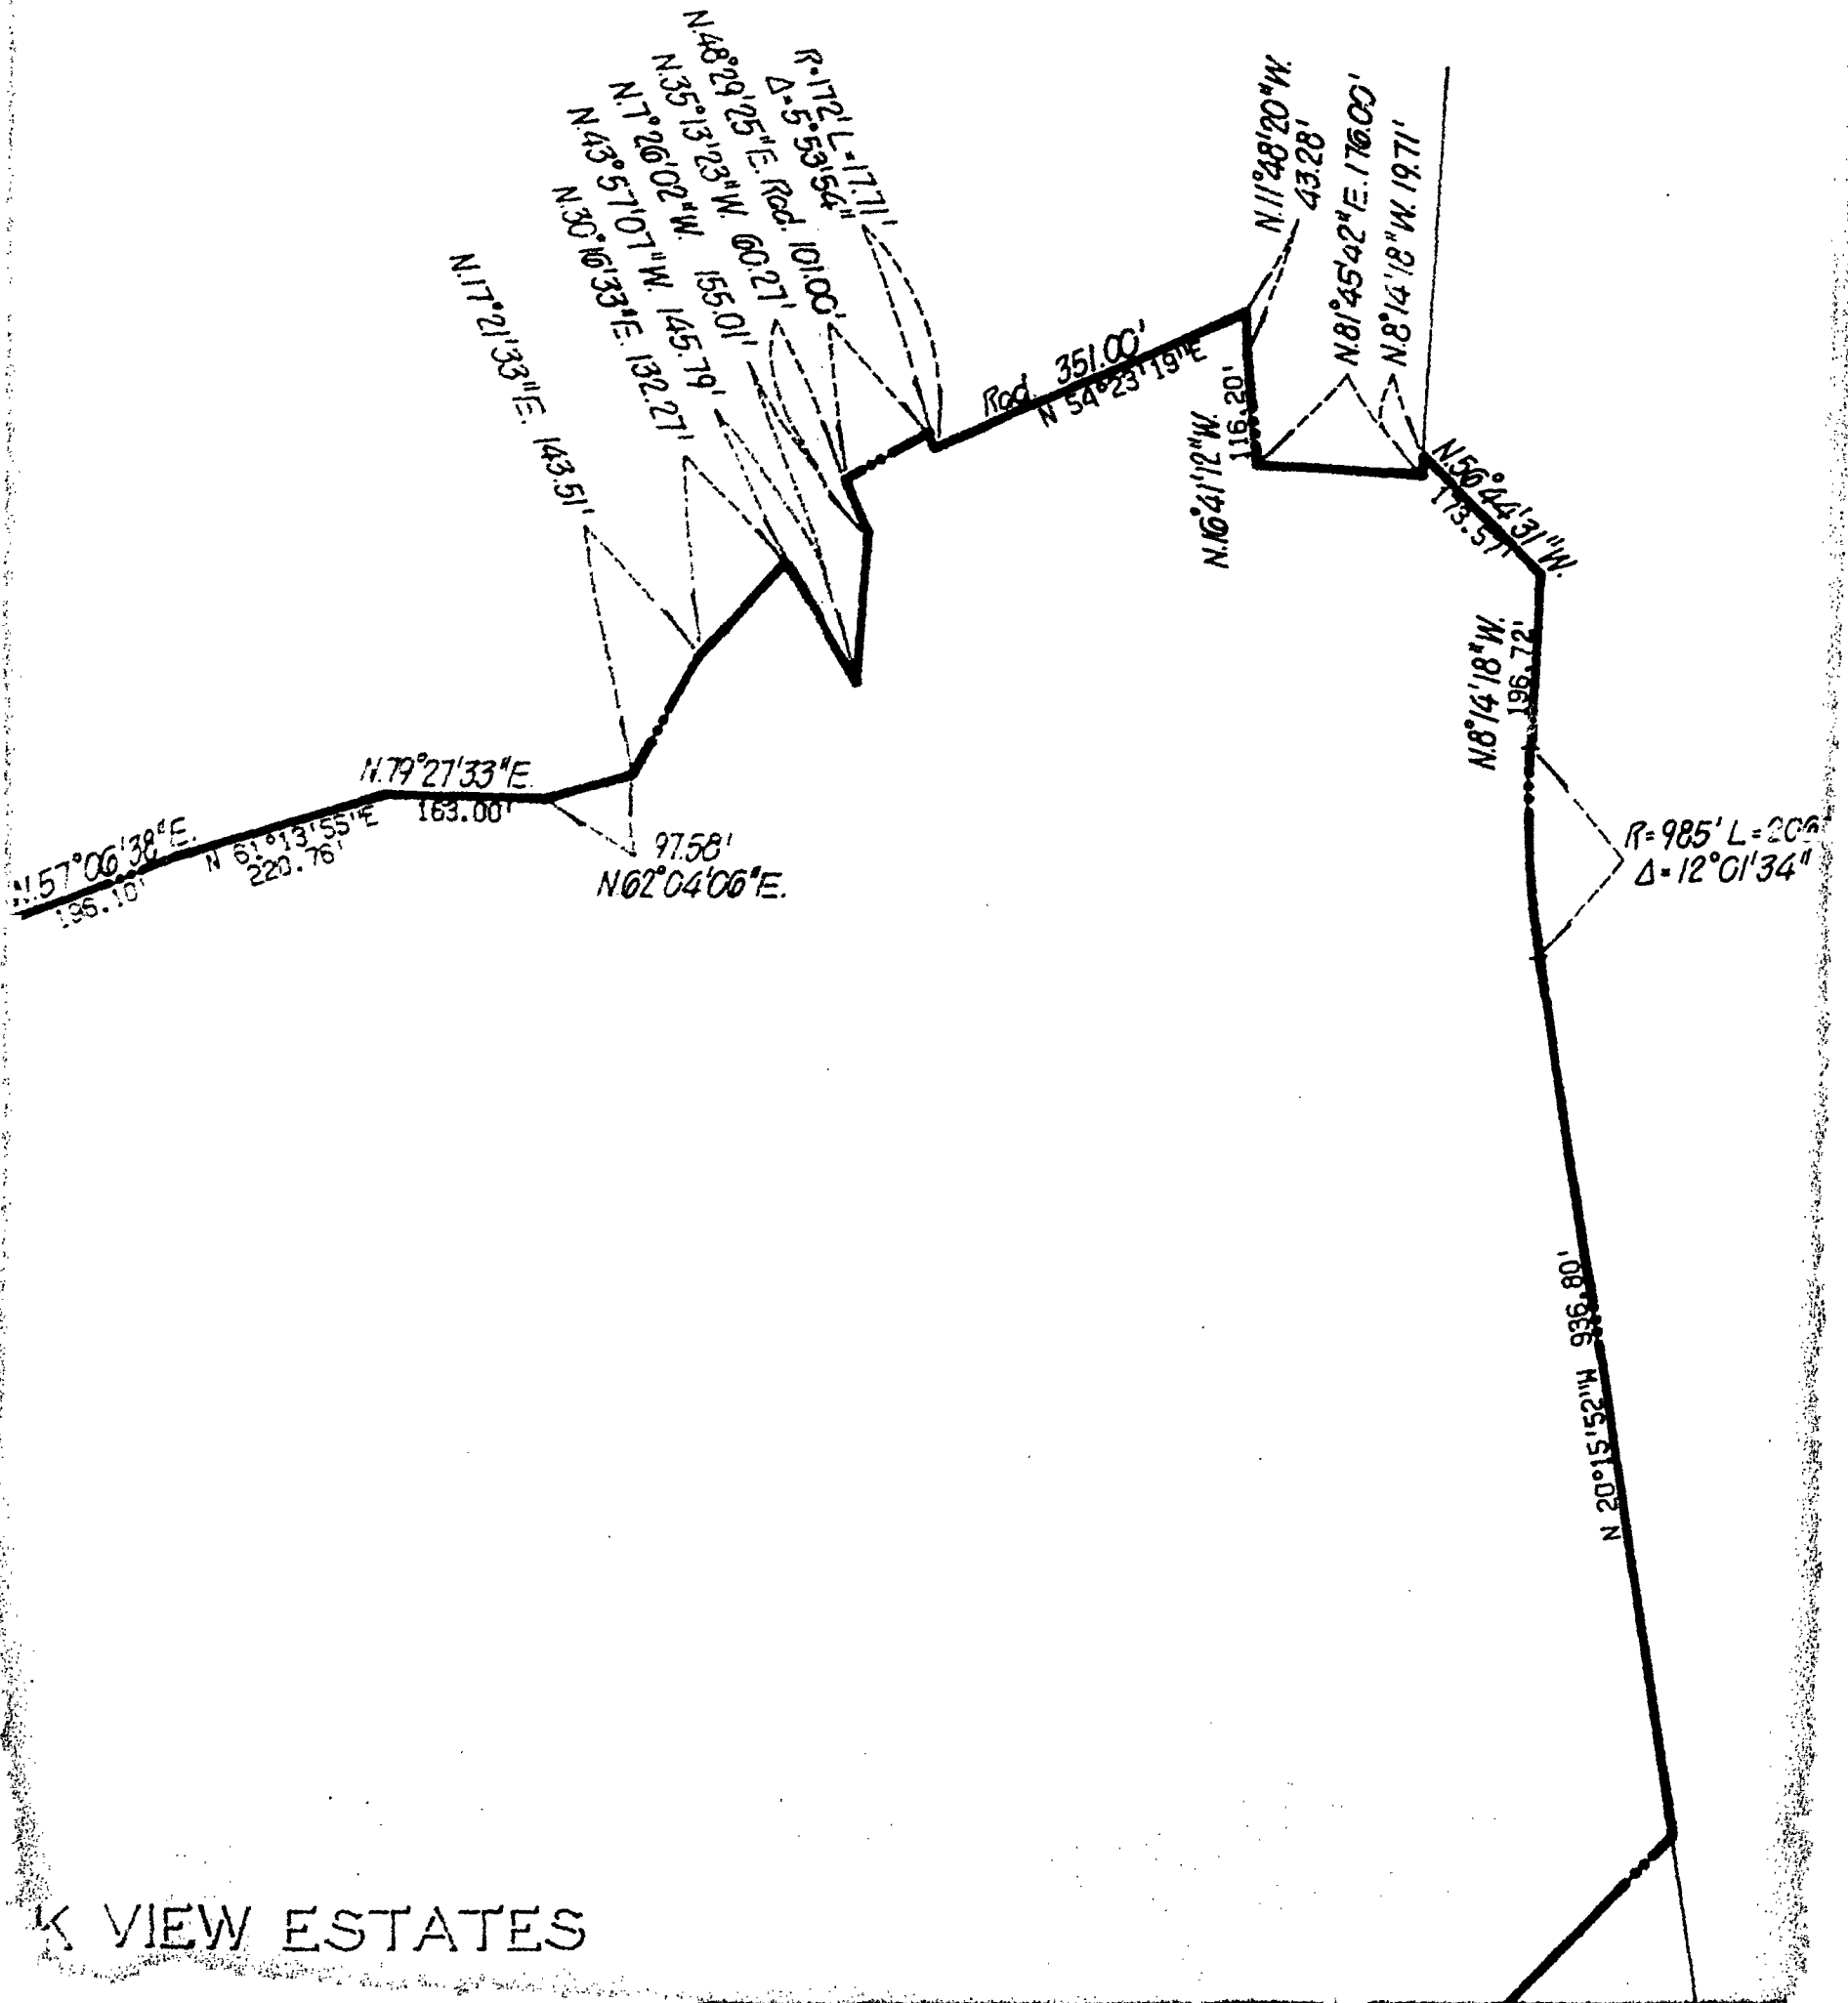 N.48°29'25"E. Rad. 101.00'
N.35°13'23"W. 60.27'
N.7°26'02"W. 155.01'
N.43°57'07"W. 145.79'
N.30°16'33"E. 132.27'
R=172' L=17.71'
Δ=5°53'54"
N.17°21'33"E. 143.51'
N.11°48'20"W.
43.28'
N.81°45'42"E. 176.00'
N.8°14'18"W. 19.71'
Rad. 351.00'
N 54°23'19"E
N.16°41'12"W.
116.20'
N.56°44'31"W.
173.57'
N.8°14'18"W.
196.72'
N.79°27'33"E.
163.00'
N.57°06'38"E.
N 61°13'55"E
220.76'
97.58'
N.62°04'06"E.
R=985' L=206
Δ=12°01'34"
N 20°15'52"W 936.80'
K VIEW ESTATES